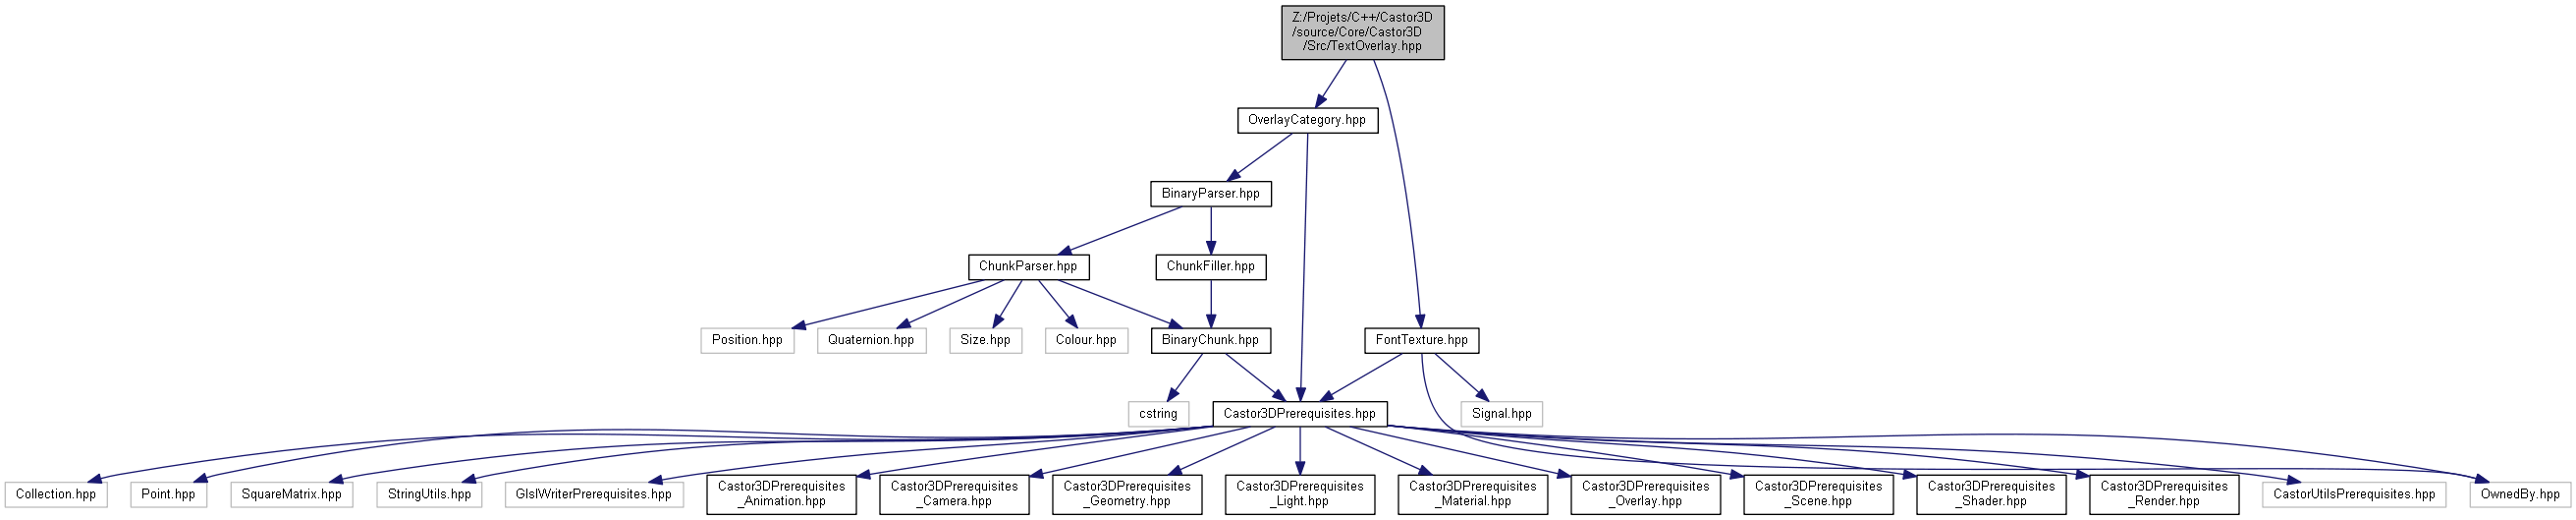 Z:/Projets/C++/Castor3D
/source/Core/Castor3D
/Src/TextOverlay.hpp
OverlayCategory.hpp
BinaryParser.hpp
ChunkParser.hpp
ChunkFiller.hpp
Position.hpp
Quaternion.hpp
Size.hpp
Colour.hpp
BinaryChunk.hpp
FontTexture.hpp
cstring
Castor3DPrerequisites.hpp
Signal.hpp
Collection.hpp
Point.hpp
SquareMatrix.hpp
StringUtils.hpp
GlslWriterPrerequisites.hpp
Castor3DPrerequisites
_Animation.hpp
Castor3DPrerequisites
_Camera.hpp
Castor3DPrerequisites
_Geometry.hpp
Castor3DPrerequisites
_Light.hpp
Castor3DPrerequisites
_Material.hpp
Castor3DPrerequisites
_Overlay.hpp
Castor3DPrerequisites
_Scene.hpp
Castor3DPrerequisites
_Shader.hpp
Castor3DPrerequisites
_Render.hpp
CastorUtilsPrerequisites.hpp
OwnedBy.hpp